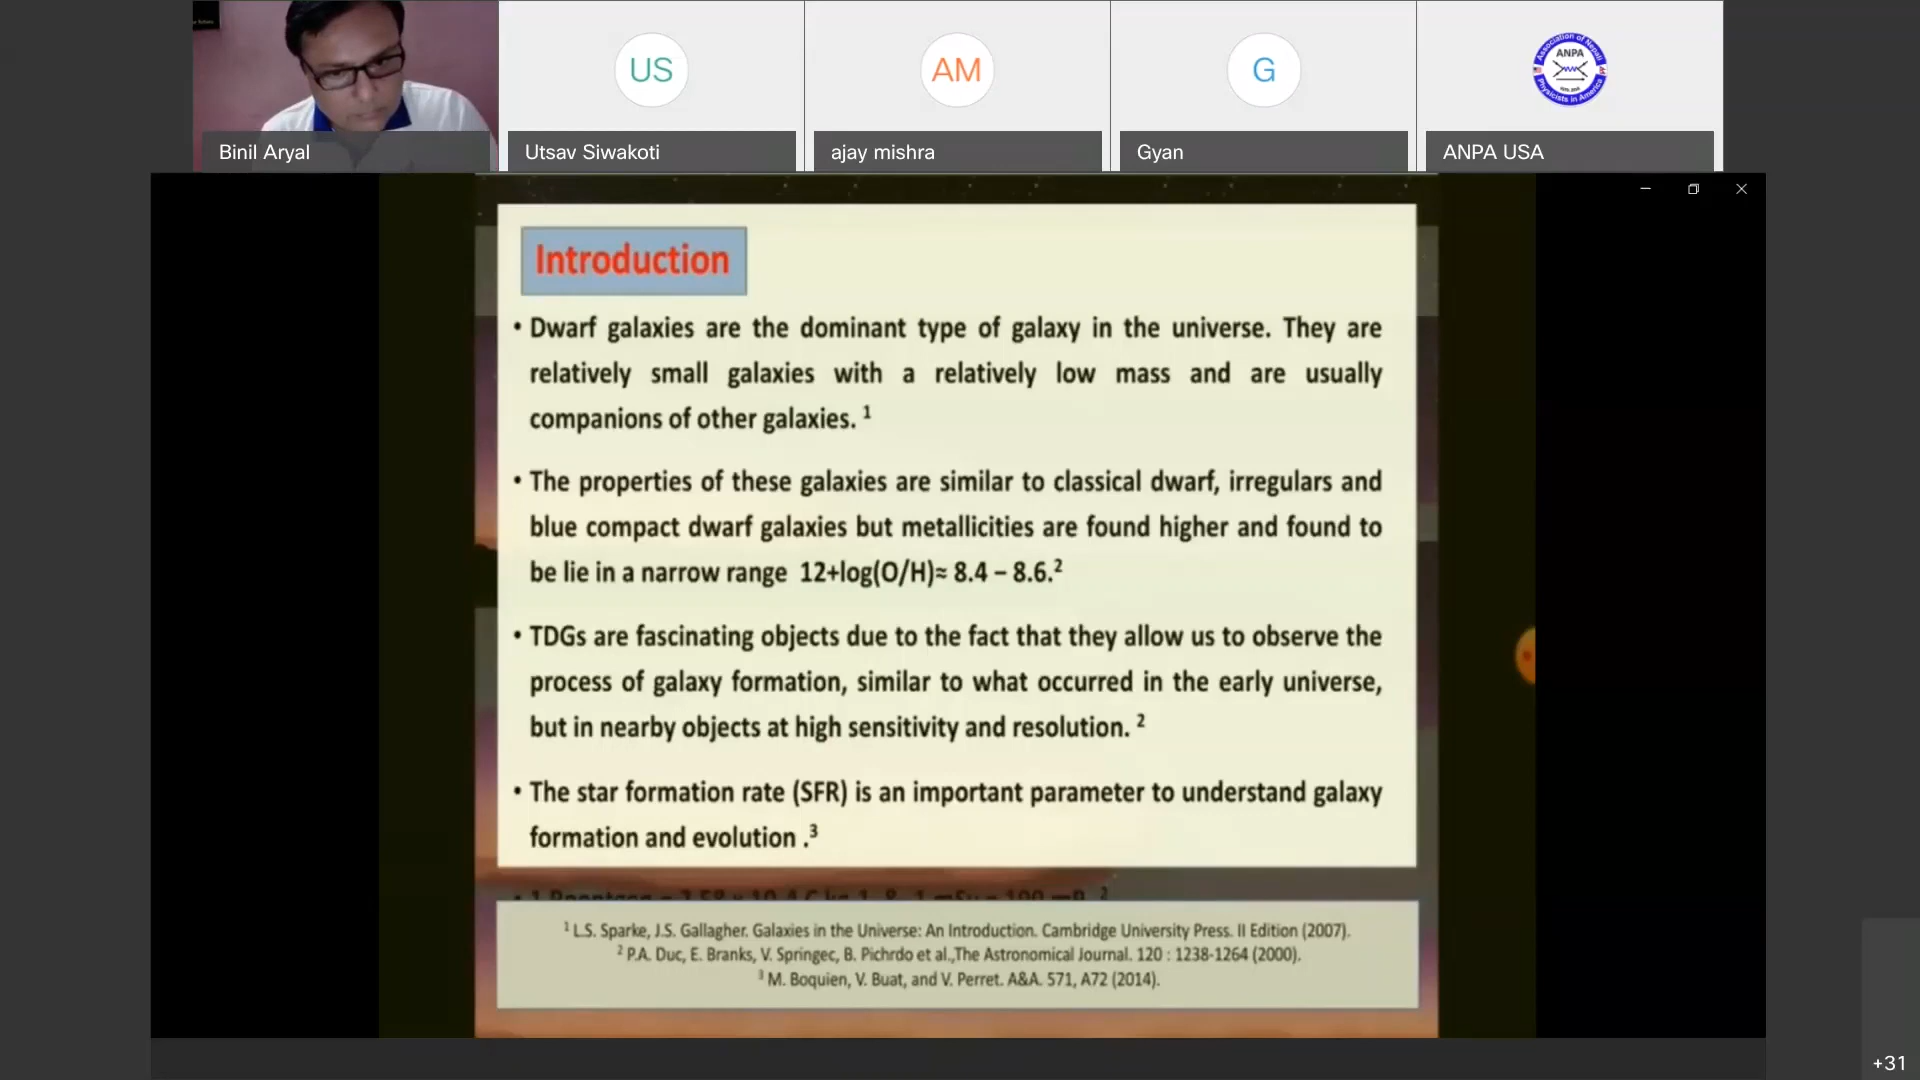 US
AM
G
ANPA
Binil Aryal
Utsav Siwakoti
ajay mishra
Gyan
ANPA USA
Introduction
• Dwarf galaxies are the dominant type of galaxy in the universe. They are
relatively small galaxies with a relatively low mass and are usually
companions of other galaxies. 1
• The properties of these galaxies are similar to classical dwarf, irregulars and
blue compact dwarf galaxies but metallicities are found higher and found to
be lie in a narrow range 12+log(O/H)≈ 8.4 – 8.6.2
• TDGs are fascinating objects due to the fact that they allow us to observe the
process of galaxy formation, similar to what occurred in the early universe,
but in nearby objects at high sensitivity and resolution. 2
• The star formation rate (SFR) is an important parameter to understand galaxy
formation and evolution .3
1 L.S. Sparke, J.S. Gallagher. Galaxies in the Universe: An Introduction. Cambridge University Press. II Edition (2007).
2 P.A. Duc, E. Branks, V. Springec, B. Pichrdo et al.,The Astronomical Journal. 120 : 1238-1264 (2000).
3 M. Boquien, V. Buat, and V. Perret. A&A. 571, A72 (2014).
+31